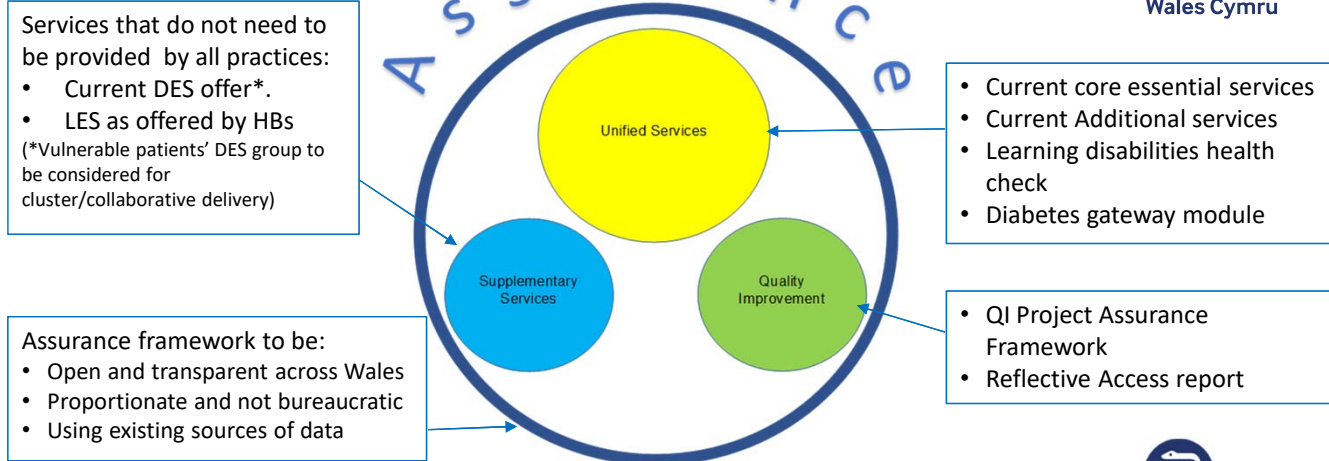 Wales Cymru
Services that do not need to
be provided by all practices:
• Current DES offer*.
• LES as offered by HBs
(*Vulnerable patients' DES group to
be considered for
cluster/collaborative delivery)
Unified Services
• Current core essential services
• Current Additional services
• Learning disabilities health
check
• Diabetes gateway module
Supplementary
Services
Quality
Improvement
Assurance framework to be:
• Open and transparent across Wales
• Proportionate and not bureaucratic
• Using existing sources of data
• QI Project Assurance
Framework
• Reflective Access report